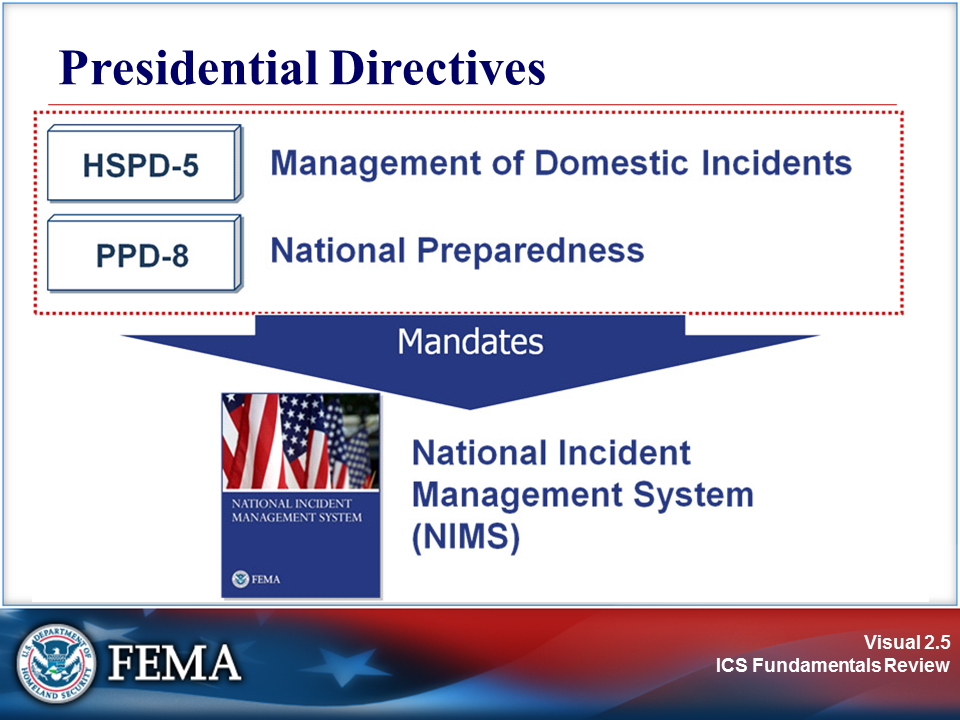 Presidential Directives
HSPD-5
Management of Domestic Incidents
PPD-8
National Preparedness
Mandates
NATIONAL INCIDENT
MANAGEMENT SYSTEM
FEMA
National Incident
Management System
(NIMS)
U.S. DEPARTMENT OF
HOMELAND SECURITY
FEMA
Visual 2.5
ICS Fundamentals Review